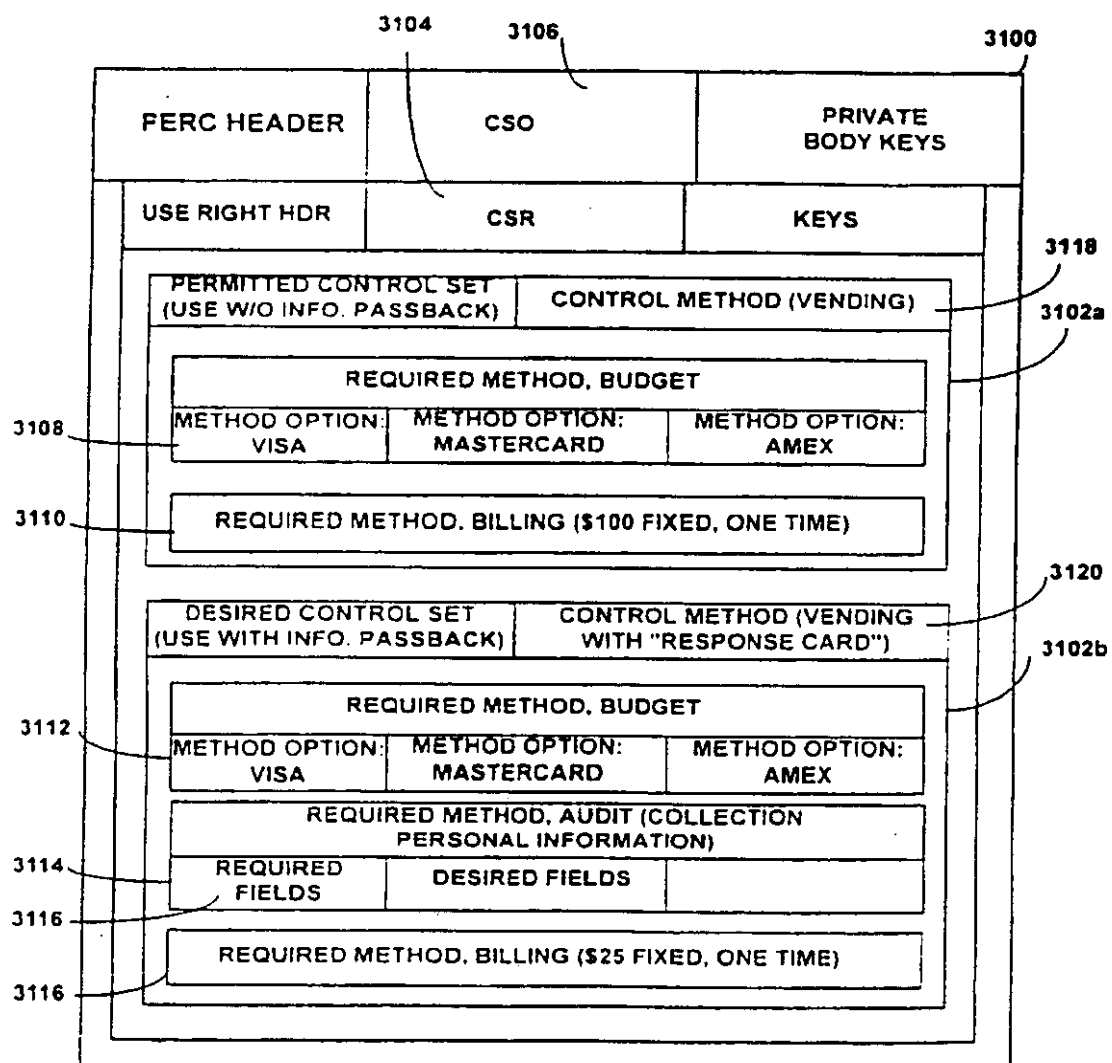 3104
3106
3100
PERC HEADER
CSO
PRIVATE
BODY KEYS
USE RIGHT HDR
CSR
KEYS
3118
PERMITTED CONTROL SET
(USE W/O INFO. PASSBACK)
CONTROL METHOD (VENDING)
3102a
REQUIRED METHOD, BUDGET
3108
METHOD OPTION:
VISA
METHOD OPTION:
MASTERCARD
METHOD OPTION:
AMEX
3110
REQUIRED METHOD, BILLING ($100 FIXED, ONE TIME)
3120
DESIRED CONTROL SET
(USE WITH INFO. PASSBACK)
CONTROL METHOD (VENDING
WITH "RESPONSE CARD")
3102b
REQUIRED METHOD, BUDGET
3112
METHOD OPTION:
VISA
METHOD OPTION:
MASTERCARD
METHOD OPTION:
AMEX
REQUIRED METHOD, AUDIT (COLLECTION
PERSONAL INFORMATION)
3114
REQUIRED
FIELDS
DESIRED FIELDS
3116
REQUIRED METHOD, BILLING ($25 FIXED, ONE TIME)
3116